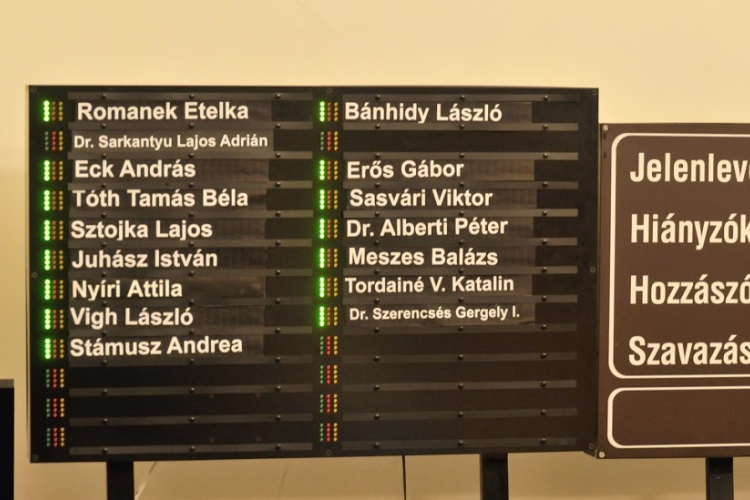 Romanek Etelka
Dr. Sarkantyu Lajos Adrián
Eck András
Tóth Tamás Béla
Sztojka Lajos
Juhász István
Nyíri Attila
Vigh László
Stámusz Andrea
Bánhidy László
Erős Gábor
Sasvári Viktor
Dr. Alberti Péter
Meszes Balázs
Tordainé V. Katalin
Dr. Szerencsés Gergely I.
Jelenlev
Hiányzók
Hozzászó
Szavazás